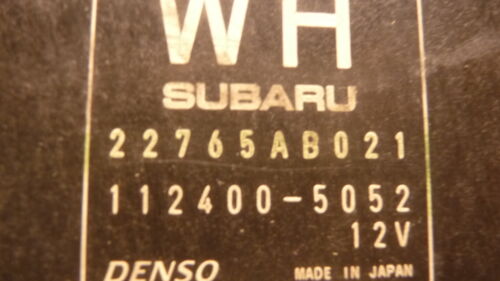 WH
SUBARU
22765AB021
112400-5052
12V
DENSO MADE IN JAPAN